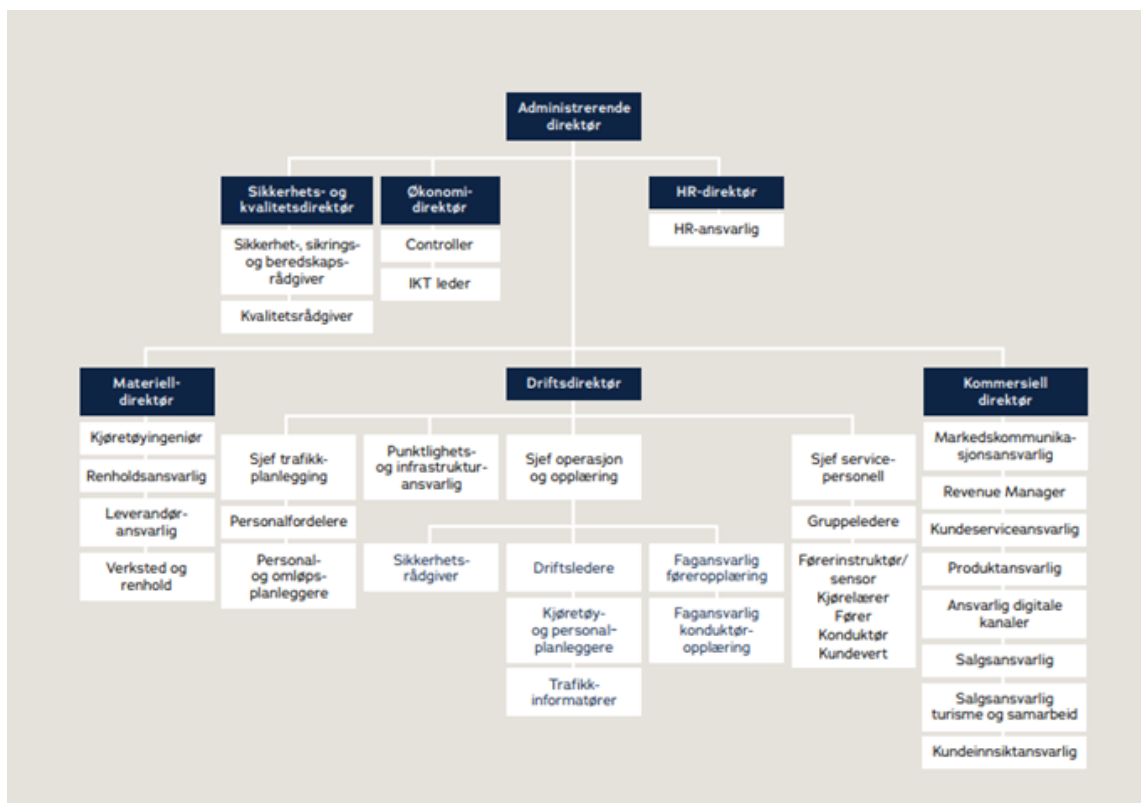 Administrerende
direktør
Sikkerhets- og
kvalitetsdirektør
Sikkerhet-, sikrings-
og beredskaps-
rådgiver
Kvalitetsrådgiver
Økonomi-
direktør
Controller
IKT leder
HR-direktør
HR-ansvarlig
Materiell-
direktør
Kjøretøyingeniør
Renholdsansvarlig
Leverandør-
ansvarlig
Verksted og
renhold
Driftsdirektør
Sjef trafikk-
planlegging
Personalfordelere
Personal-
og omløps-
planleggere
Punktlighets-
og infrastruktur-
ansvarlig
Sjef operasjon
og opplæring
Sikkerhets-
rådgiver
Driftsledere
Kjøretøy-
og personal-
planleggere
Trafikk-
informatører
Fagansvarlig
føreropplæring
Fagansvarlig
konduktør-
opplæring
Sjef service-
personell
Gruppeledere
Førerinstruktør/
sensor
Kjørelærer
Fører
Konduktør
Kundevert
Kommersiell
direktør
Markedskommunika-
sjonsansvarlig
Revenue Manager
Kundeserviceansvarlig
Produktansvarlig
Ansvarlig digitale
kanaler
Salgsansvarlig
Salgsansvarlig
turisme og samarbeid
Kundeinnsiktansvarlig